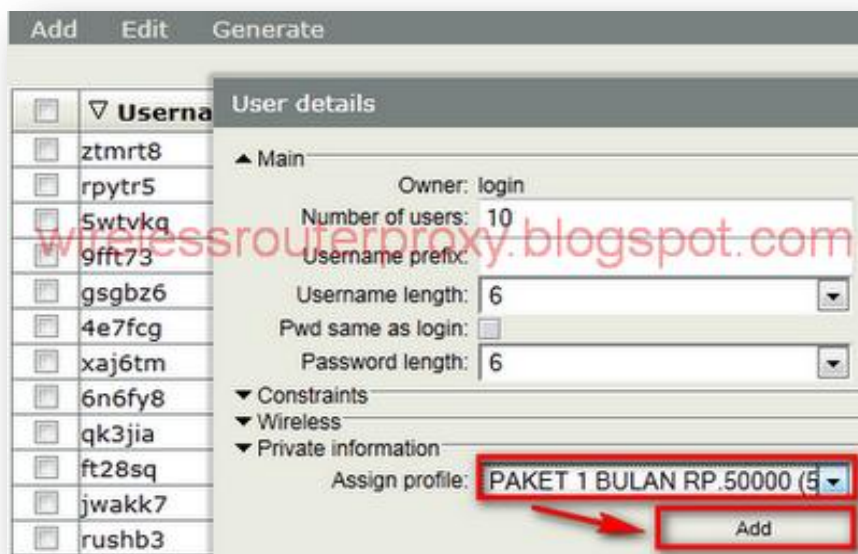 Add Edit Generate
▽ Userna
ztmrt8
rpytr5
5wtvkq
9fft73
gsgbz6
4e7fcg
xaj6tm
6n6fy8
qk3jia
ft28sq
jwakk7
rushb3
User details
▲ Main
Owner: login
Number of users: 10
Username prefix:
Username length: 6
Pwd same as login:
Password length: 6
▼ Constraints
▼ Wireless
▼ Private information
Assign profile: PAKET 1 BULAN RP.50000 (5
Add
wirelessrouterproxy.blogspot.com